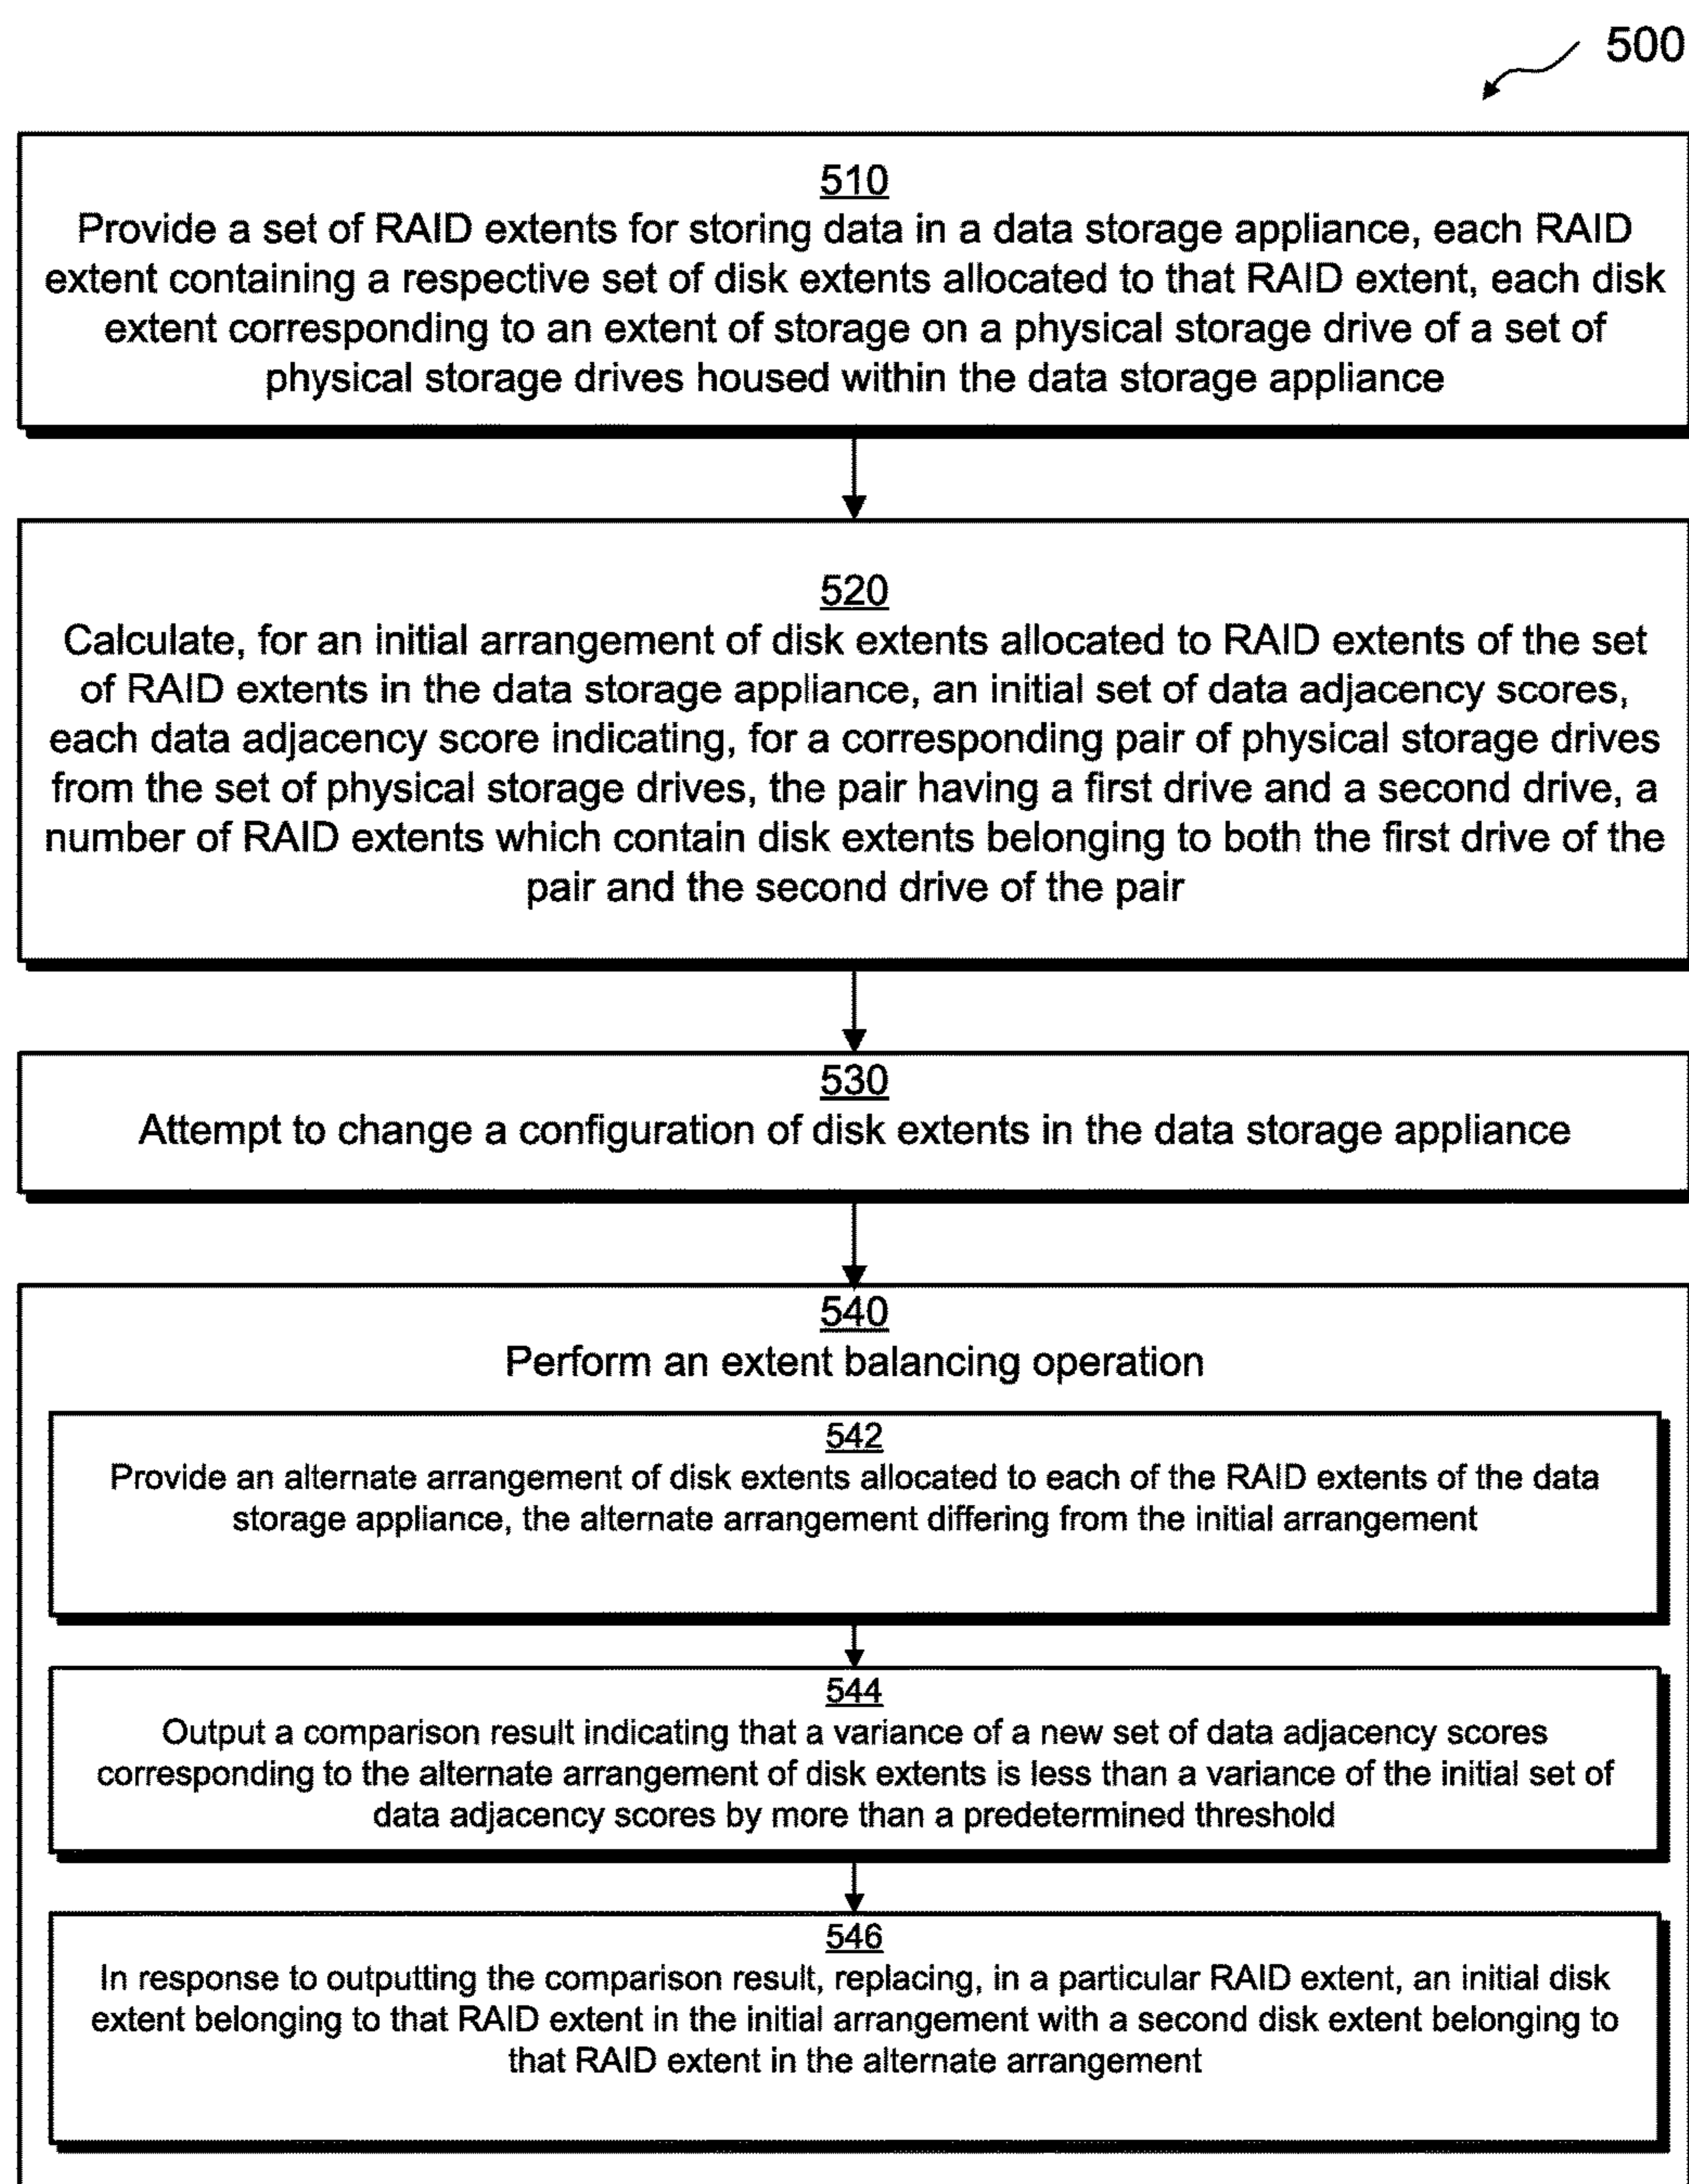 500
510
Provide a set of RAID extents for storing data in a data storage appliance, each RAID
extent containing a respective set of disk extents allocated to that RAID extent, each disk
extent corresponding to an extent of storage on a physical storage drive of a set of
physical storage drives housed within the data storage appliance
520
Calculate, for an initial arrangement of disk extents allocated to RAID extents of the set
of RAID extents in the data storage appliance, an initial set of data adjacency scores,
each data adjacency score indicating, for a corresponding pair of physical storage drives
from the set of physical storage drives, the pair having a first drive and a second drive, a
number of RAID extents which contain disk extents belonging to both the first drive of the
pair and the second drive of the pair
530
Attempt to change a configuration of disk extents in the data storage appliance
540
Perform an extent balancing operation
542
Provide an alternate arrangement of disk extents allocated to each of the RAID extents of the data
storage appliance, the alternate arrangement differing from the initial arrangement
544
Output a comparison result indicating that a variance of a new set of data adjacency scores
corresponding to the alternate arrangement of disk extents is less than a variance of the initial set of
data adjacency scores by more than a predetermined threshold
546
In response to outputting the comparison result, replacing, in a particular RAID extent, an initial disk
extent belonging to that RAID extent in the initial arrangement with a second disk extent belonging to
that RAID extent in the alternate arrangement